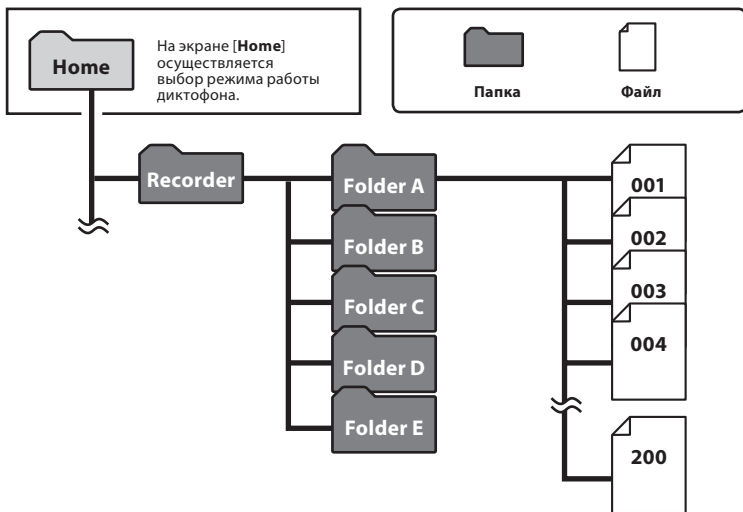 Home
На экране [Home]
осуществляется
выбор режима работы
диктофона.
Папка
Файл
Recorder
Folder A
Folder B
Folder C
Folder D
Folder E
001
002
003
004
200